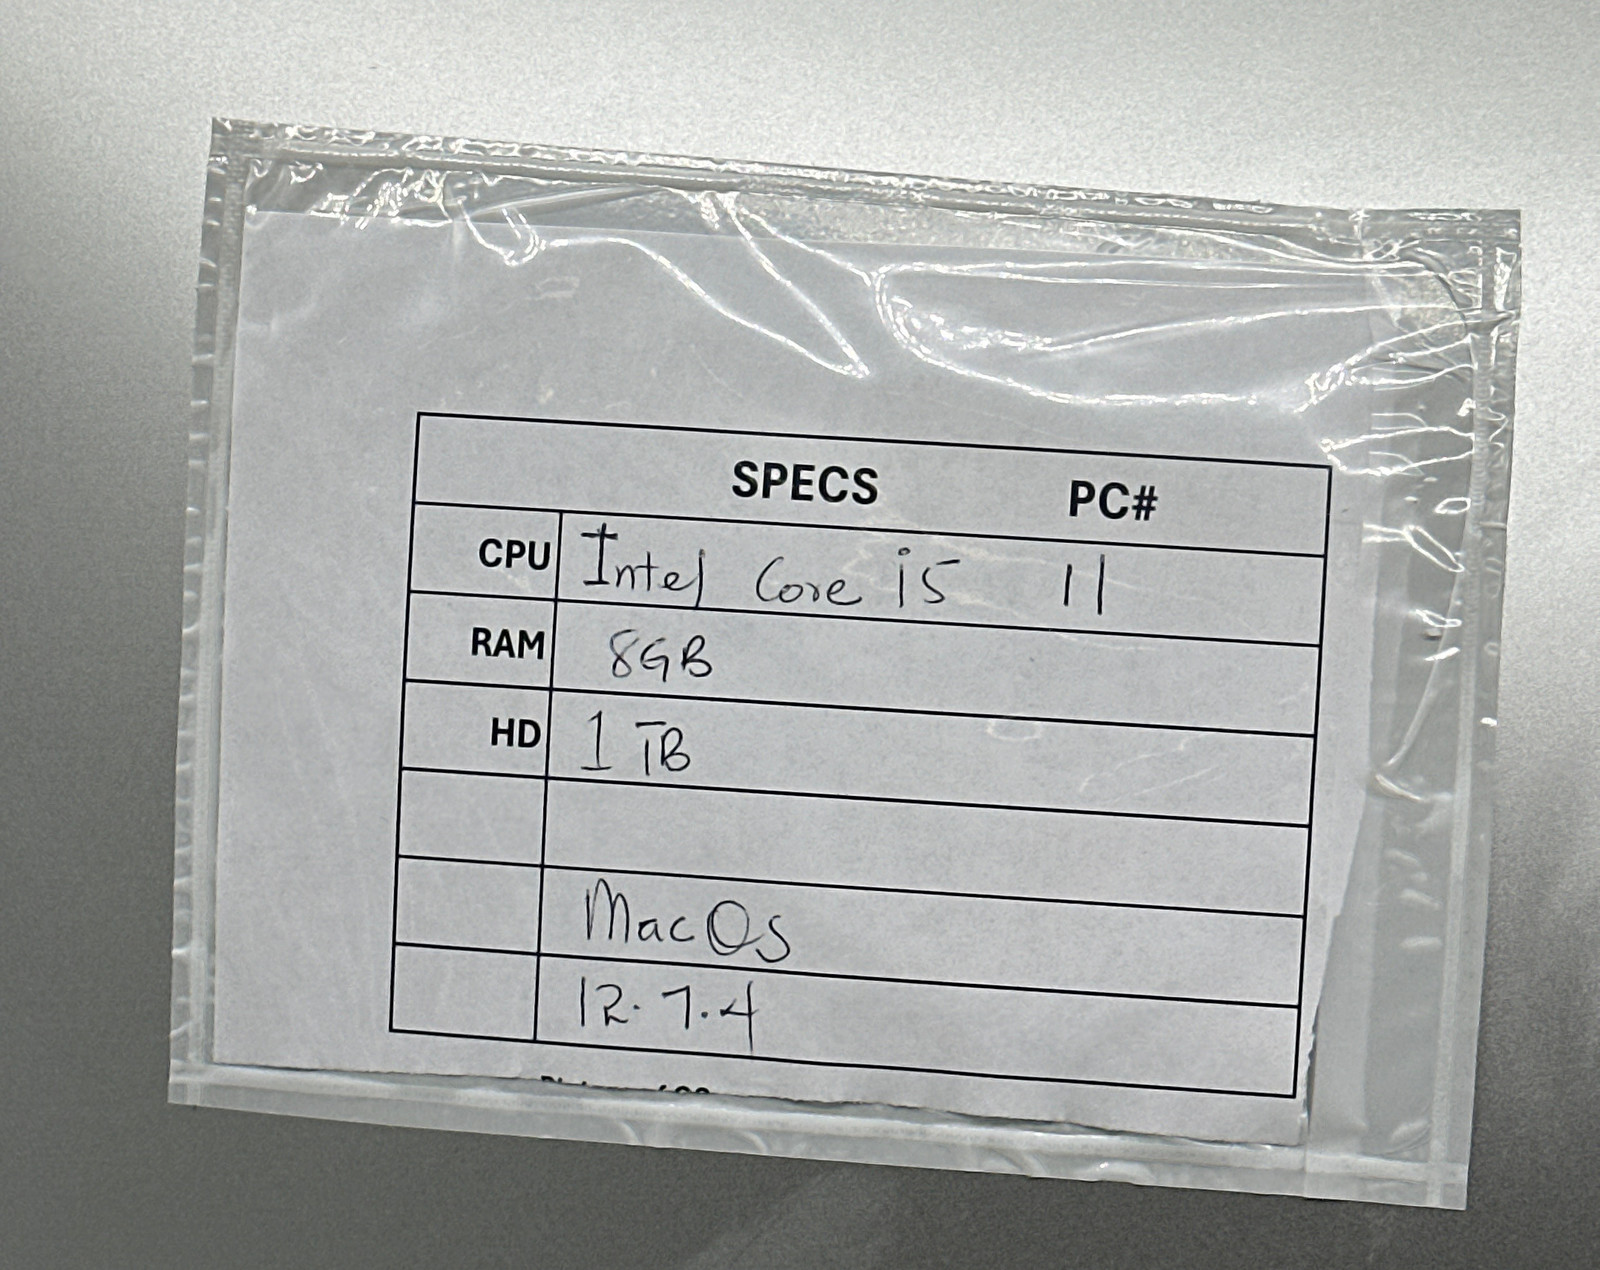 SPECS PC#
CPU Intel Core i5 11
RAM 8GB
HD 1 TB
MacOS
12.7.4